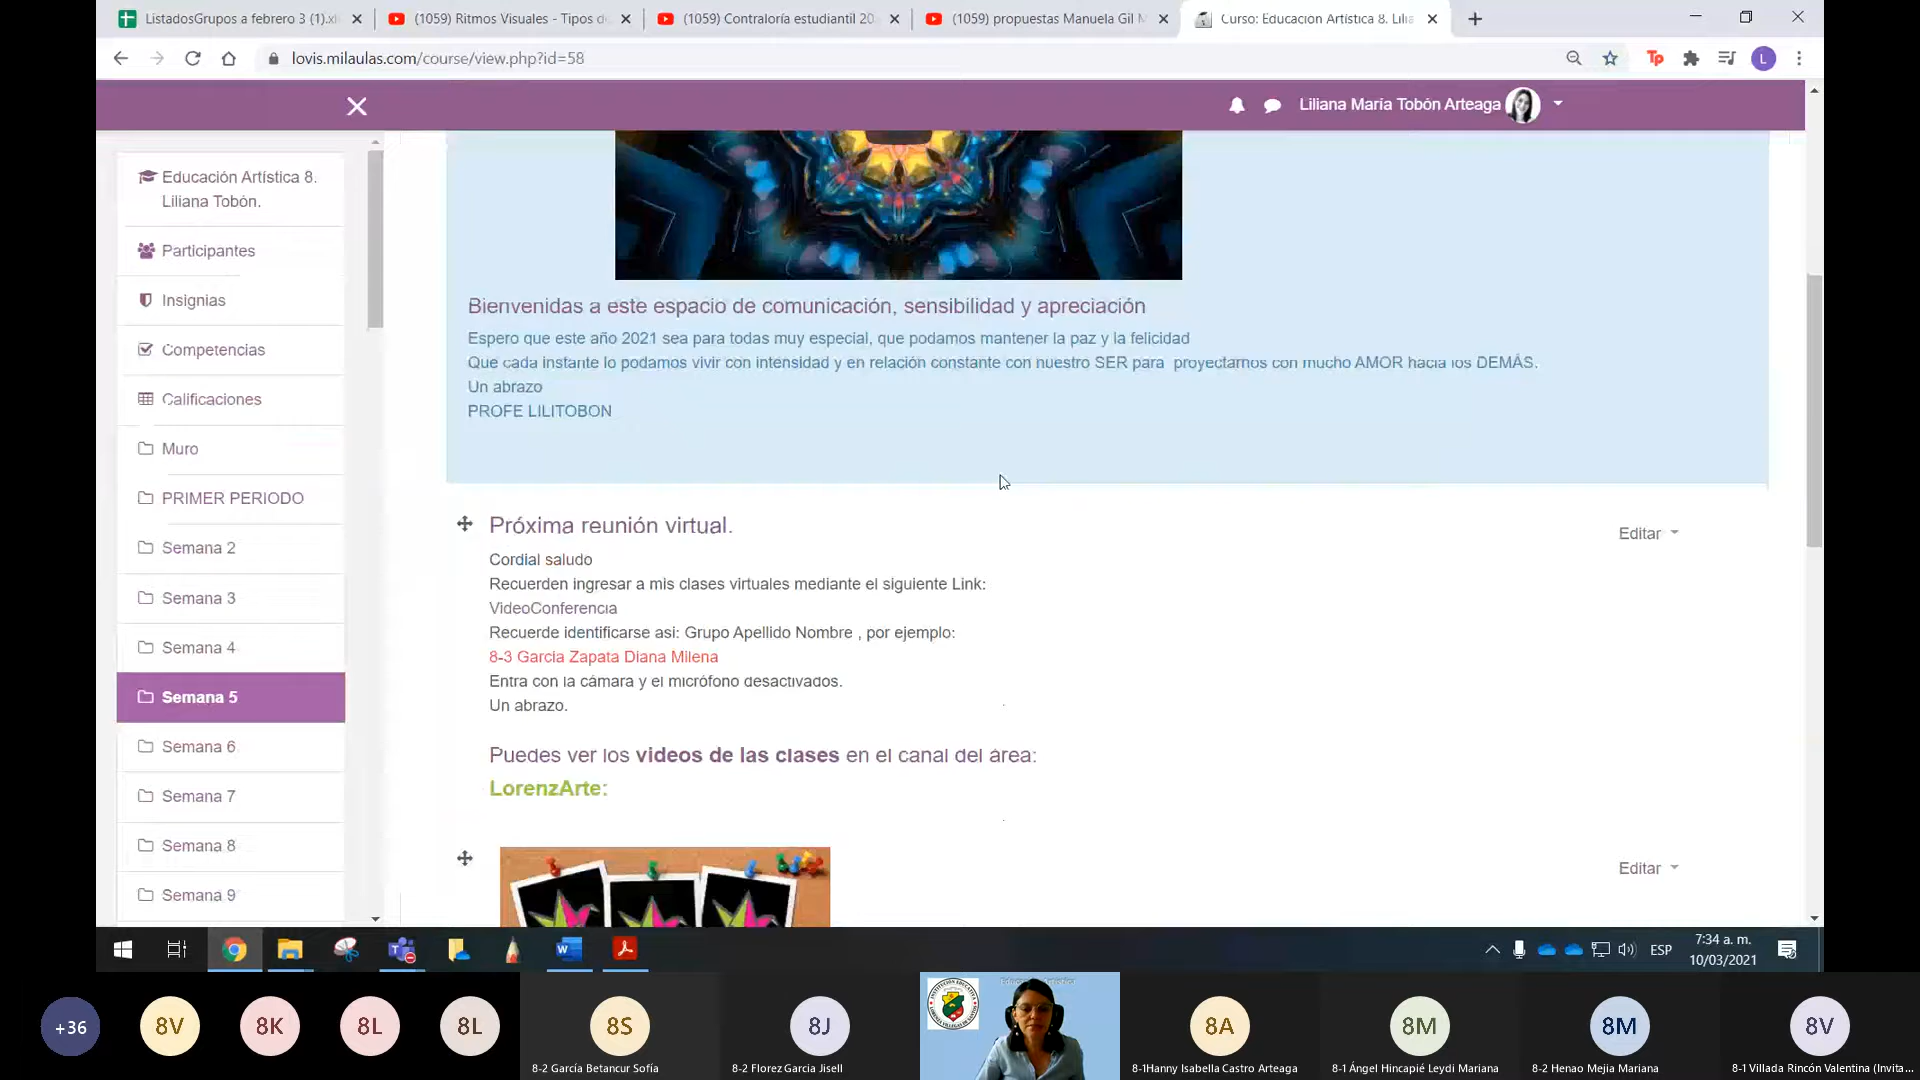 ListadosGrupos a febrero 3 (1).xl
(1059) Ritmos Visuales - Tipos de
(1059) Contraloría estudiantil 20
(1059) propuestas Manuela Gil M
Curso: Educación Artística 8. Lilia
lovis.milaulas.com/course/view.php?id=58
Tp
L
Liliana María Tobón Arteaga
Educación Artística 8.
Liliana Tobón.
Participantes
Insignias
Competencias
Calificaciones
Muro
PRIMER PERIODO
Semana 2
Semana 3
Semana 4
Semana 5
Semana 6
Semana 7
Semana 8
Semana 9
Bienvenidas a este espacio de comunicación, sensibilidad y apreciación
Espero que este año 2021 sea para todas muy especial, que podamos mantener la paz y la felicidad
Que cada instante lo podamos vivir con intensidad y en relación constante con nuestro SER para proyectarnos con mucho AMOR hacia los DEMÁS.
Un abrazo
PROFE LILITOBON
Próxima reunión virtual.
Editar
Cordial saludo
Recuerden ingresar a mis clases virtuales mediante el siguiente Link:
VideoConferencia
Recuerde identificarse asi: Grupo Apellido Nombre , por ejemplo:
8-3 Garcia Zapata Diana Milena
Entra con la cámara y el micrófono desactivados.
Un abrazo.
Puedes ver los videos de las clases en el canal del área:
LorenzArte:
Editar
ESP
7:34 a. m.
10/03/2021
+36
8V
8K
8L
8L
8S
8-2 García Betancur Sofía
8J
8-2 Florez Garcia Jisell
8A
8-1Hanny Isabella Castro Arteaga
8M
8-1 Ángel Hincapié Leydi Mariana
8M
8-2 Henao Mejia Mariana
8V
8-1 Villada Rincón Valentina (Invita...